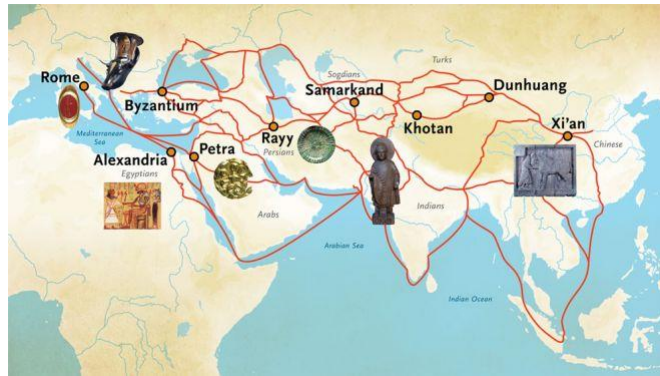 Turks
Sogdians
Rome
Samarkand
Dunhuang
Byzantium
Khotan
Xi'an
Mediterranean
Sea
Rayy
Persians
Chinese
Alexandria
Petra
Egyptians
Indians
Arabs
Arabian Sea
Indian Ocean